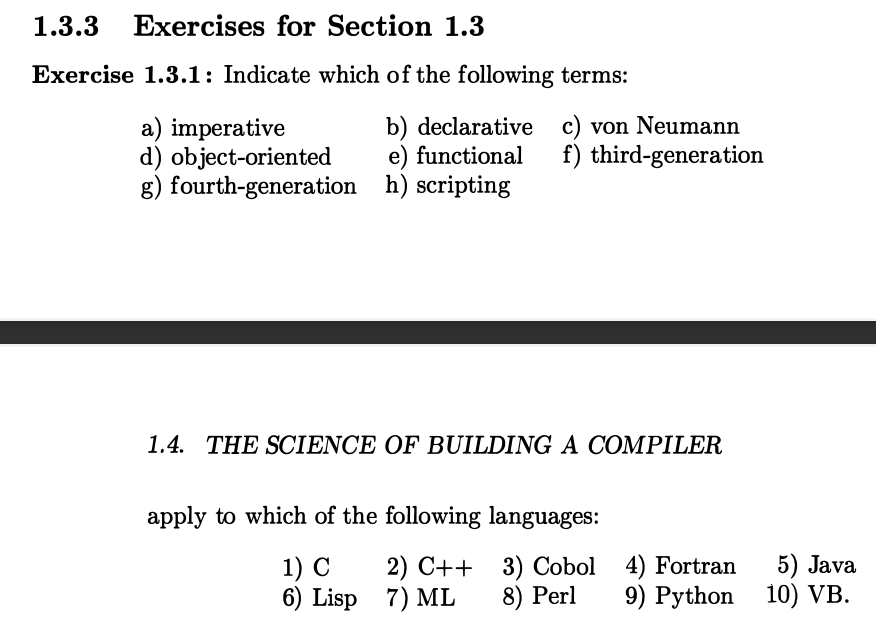 1.3.3 Exercises for Section 1.3
Exercise 1.3.1: Indicate which of the following terms:
a) imperative b) declarative c) von Neumann
d) object-oriented e) functional f) third-generation
g) fourth-generation h) scripting
1.4. THE SCIENCE OF BUILDING A COMPILER
apply to which of the following languages:
1) C 2) C++ 3) Cobol 4) Fortran 5) Java
6) Lisp 7) ML 8) Perl 9) Python 10) VB.